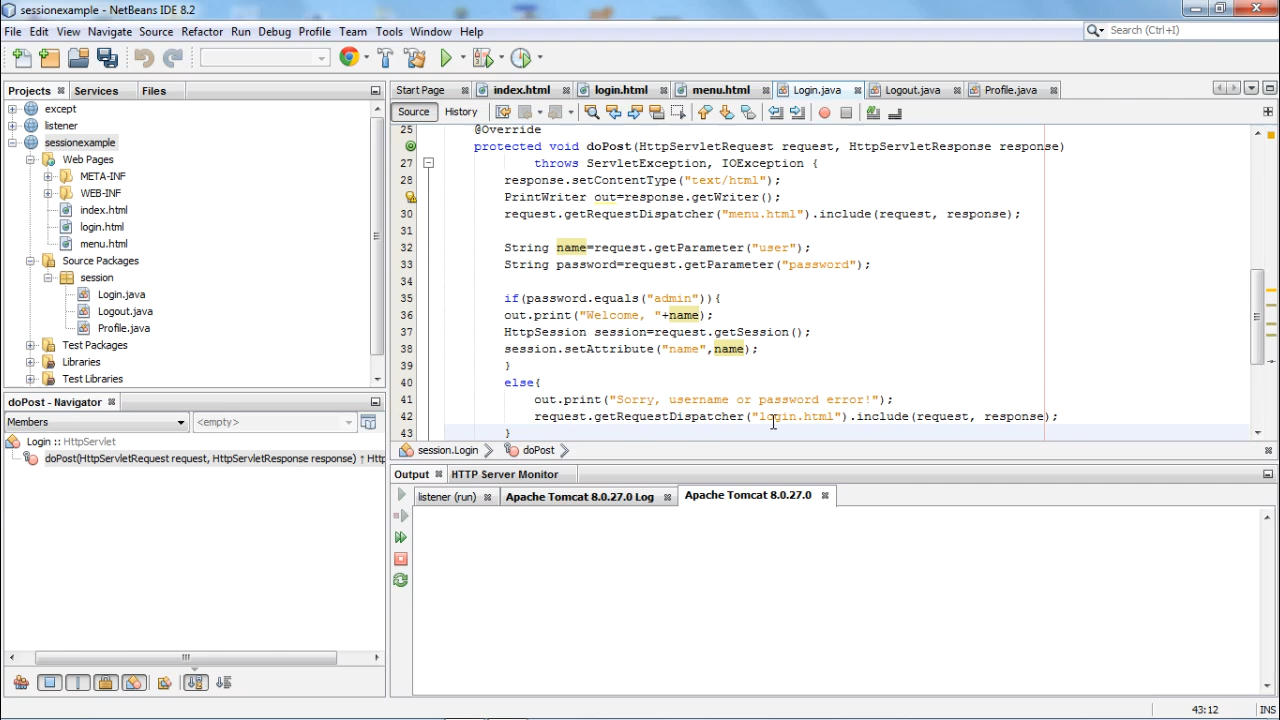 sessionexample - NetBeans IDE 8.2
File Edit View Navigate Source Refactor Run Debug Profile Team Tools Window Help
Search (Ctrl+I)
Projects Services Files
except
listener
sessionexample
Web Pages
META-INF
WEB-INF
index.html
login.html
menu.html
Source Packages
session
Login.java
Logout.java
Profile.java
Test Packages
Libraries
Test Libraries
doPost - Navigator
Members <empty>
Login :: HttpServlet
doPost(HttpServletRequest request, HttpServletResponse response) ↑ Htt
Start Page index.html login.html menu.html Login.java Logout.java Profile.java
Source History
25 @Override
protected void doPost(HttpServletRequest request, HttpServletResponse response)
27 throws ServletException, IOException {
28 response.setContentType("text/html");
PrintWriter out=response.getWriter();
30 request.getRequestDispatcher("menu.html").include(request, response);
31
32 String name=request.getParameter("user");
33 String password=request.getParameter("password");
34
35 if(password.equals("admin")){
36 out.print("Welcome, "+name);
37 HttpSession session=request.getSession();
38 session.setAttribute("name",name);
39 }
40 else{
41 out.print("Sorry, username or password error!");
42 request.getRequestDispatcher("login.html").include(request, response);
43 }
session.Login doPost
Output HTTP Server Monitor
listener (run) Apache Tomcat 8.0.27.0 Log Apache Tomcat 8.0.27.0
43:12 INS